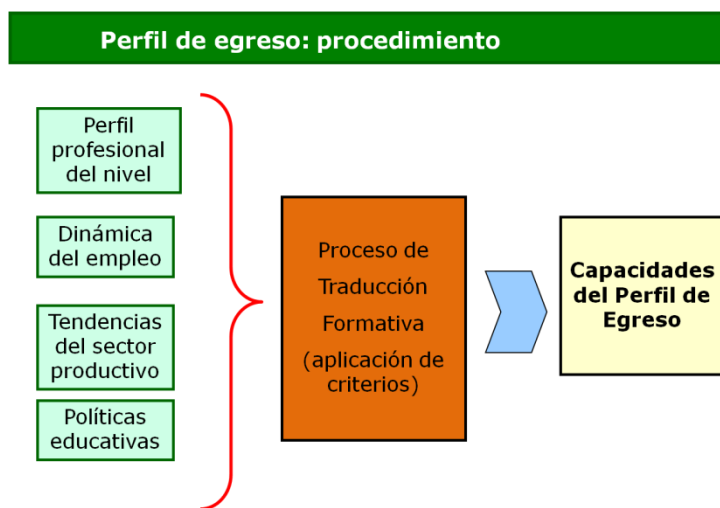 Perfil de egreso: procedimiento
Perfil
profesional
del nivel
Dinámica
del empleo
Tendencias
del sector
productivo
Políticas
educativas
Proceso de
Traducción
Formativa
(aplicación de
criterios)
Capacidades
del Perfil de
Egreso